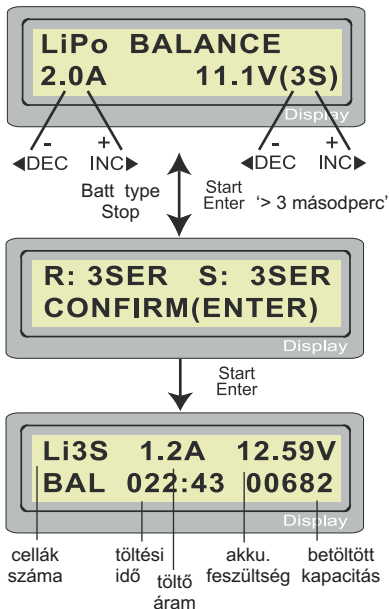 LiPo BALANCE
2.0A 11.1V(3S)
Display
- + - +
◀DEC INC▶ ◀DEC INC▶
Batt type Start
Stop Enter '> 3 másodperc'
R: 3SER S: 3SER
CONFIRM(ENTER)
Display
Start
Enter
Li3S 1.2A 12.59V
BAL 022:43 00682
Display
cellák töltési akku. betöltött
száma idő töltő feszültség kapacitás
áram